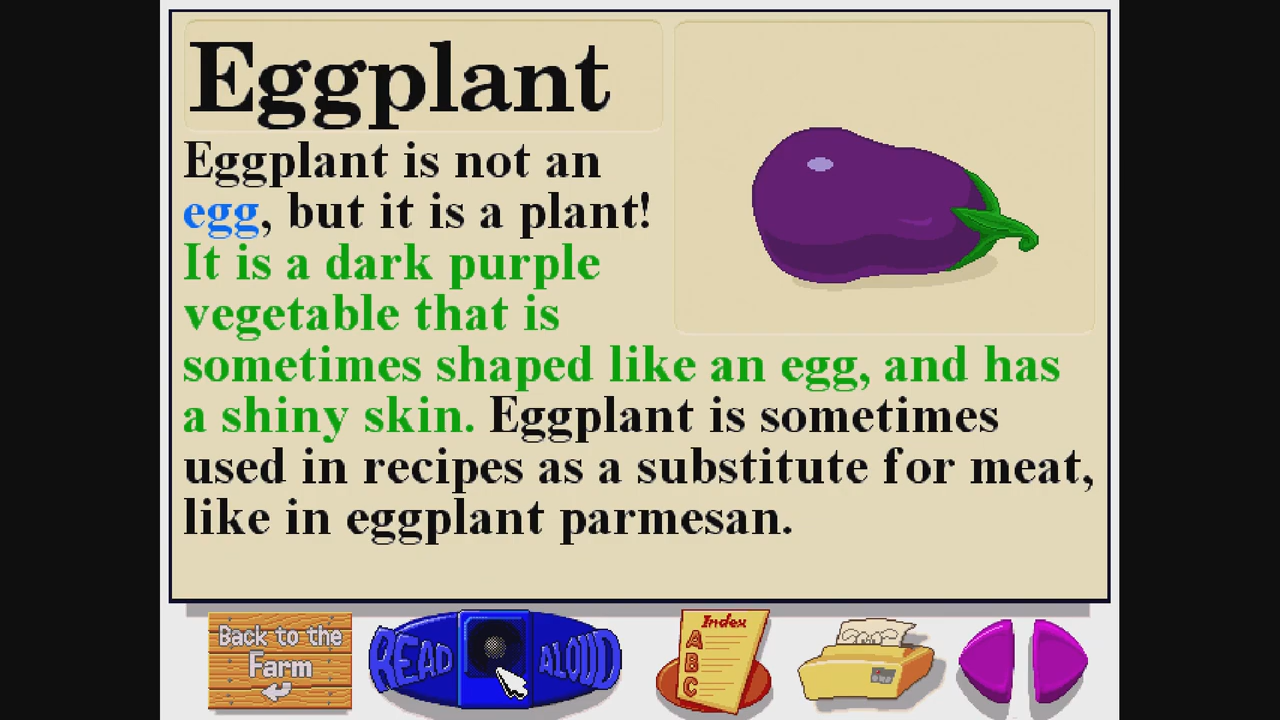 Eggplant
Eggplant is not an
egg, but it is a plant!
It is a dark purple
vegetable that is
sometimes shaped like an egg, and has
a shiny skin. Eggplant is sometimes
used in recipes as a substitute for meat,
like in eggplant parmesan.
Back to the
Farm
READ ALOUD
Index
A
B
C